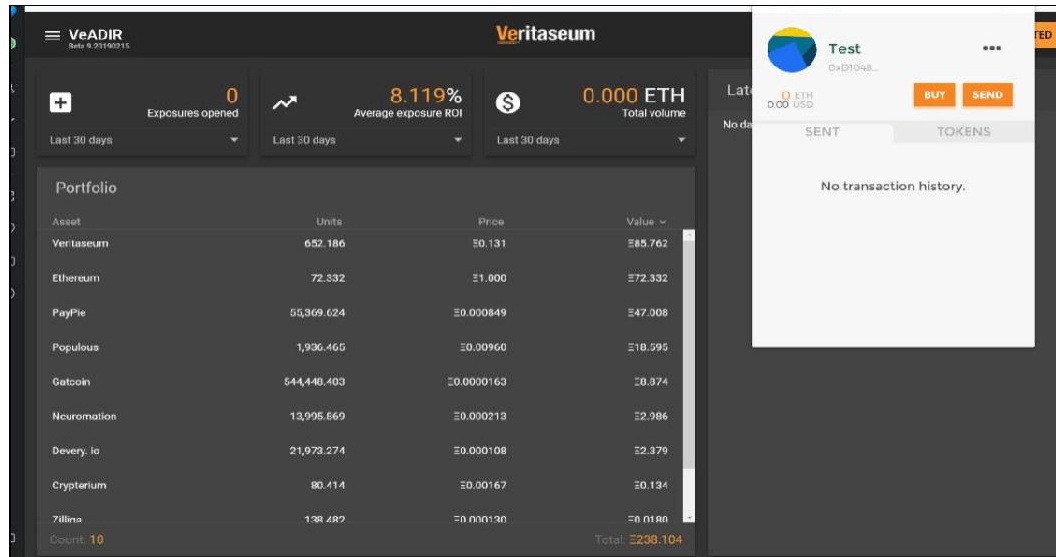 VeADIR
Beta 9.20190215
Veritaseum
TED
0
Exposures opened
Last 30 days
8.119%
Average exposure ROI
Last 30 days
0.000 ETH
Total volume
Last 30 days
Late
No da
Test
0xD1048...
0 ETH
0.00 USD
BUY
SEND
SENT
TOKENS
No transaction history.
Portfolio
Asset Units Price Value
Veritaseum 652.186 Ξ0.131 Ξ85.762
Ethereum 72.332 Ξ1.000 Ξ72.332
PayPie 55,369.624 Ξ0.000849 Ξ47.008
Populous 1,936.465 Ξ0.00960 Ξ18.595
Gatcoin 544,448.403 Ξ0.0000163 Ξ8.874
Neuromation 13,995.869 Ξ0.000213 Ξ2.986
Devery.io 21,973.274 Ξ0.000108 Ξ2.379
Crypterium 80.414 Ξ0.00167 Ξ0.134
Zilliqa 138.482 Ξ0.000130 Ξ0.0180
Count: 10 Total: Ξ238.104